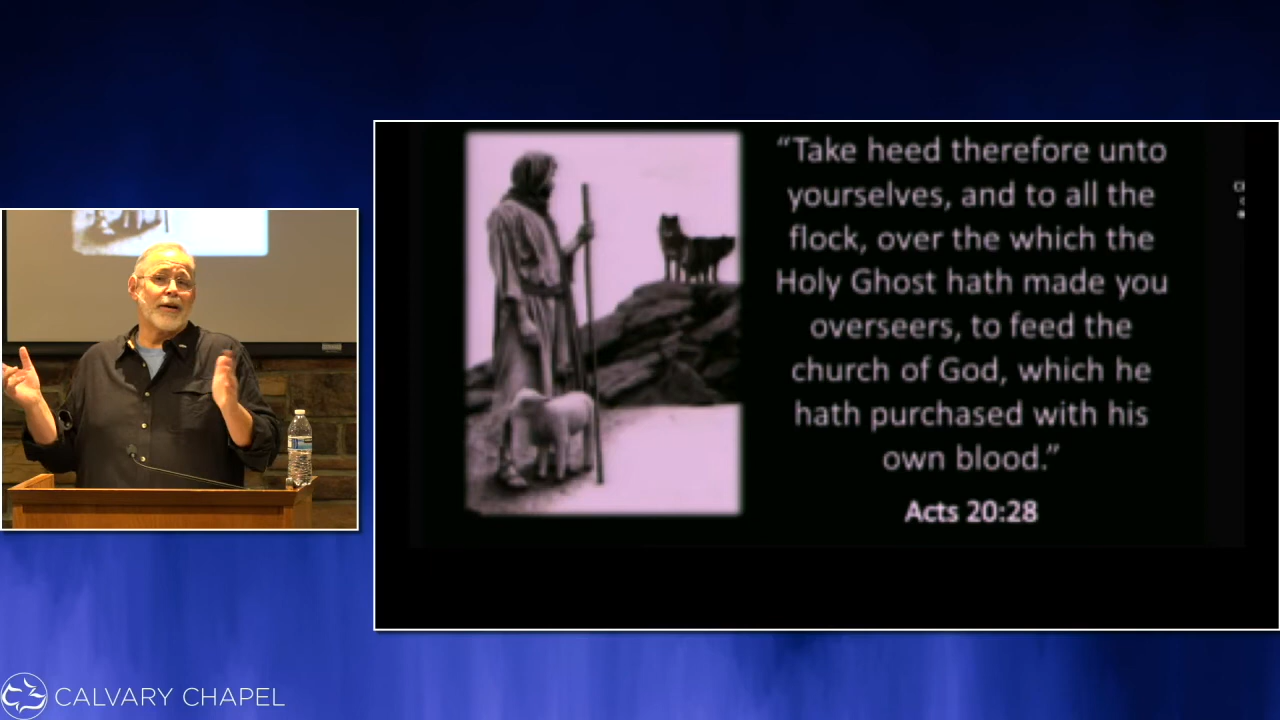 “Take heed therefore unto
yourselves, and to all the
flock, over the which the
Holy Ghost hath made you
overseers, to feed the
church of God, which he
hath purchased with his
own blood.”
Acts 20:28
CALVARY CHAPEL